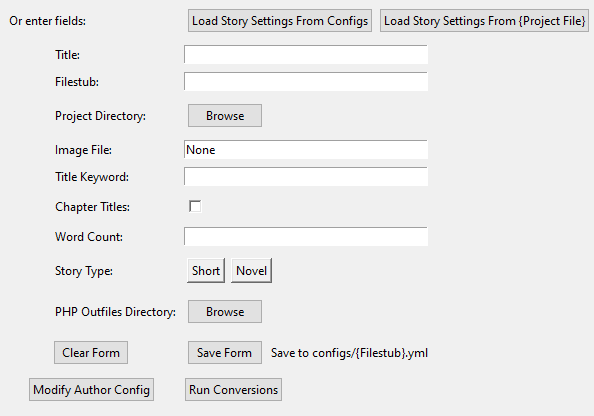 Or enter fields: Load Story Settings From Configs Load Story Settings From {Project File}
Title:
Filestub:
Project Directory: Browse
Image File: None
Title Keyword:
Chapter Titles:
Word Count:
Story Type: Short Novel
PHP Outfiles Directory: Browse
Clear Form Save Form Save to configs/{Filestub}.yml
Modify Author Config Run Conversions